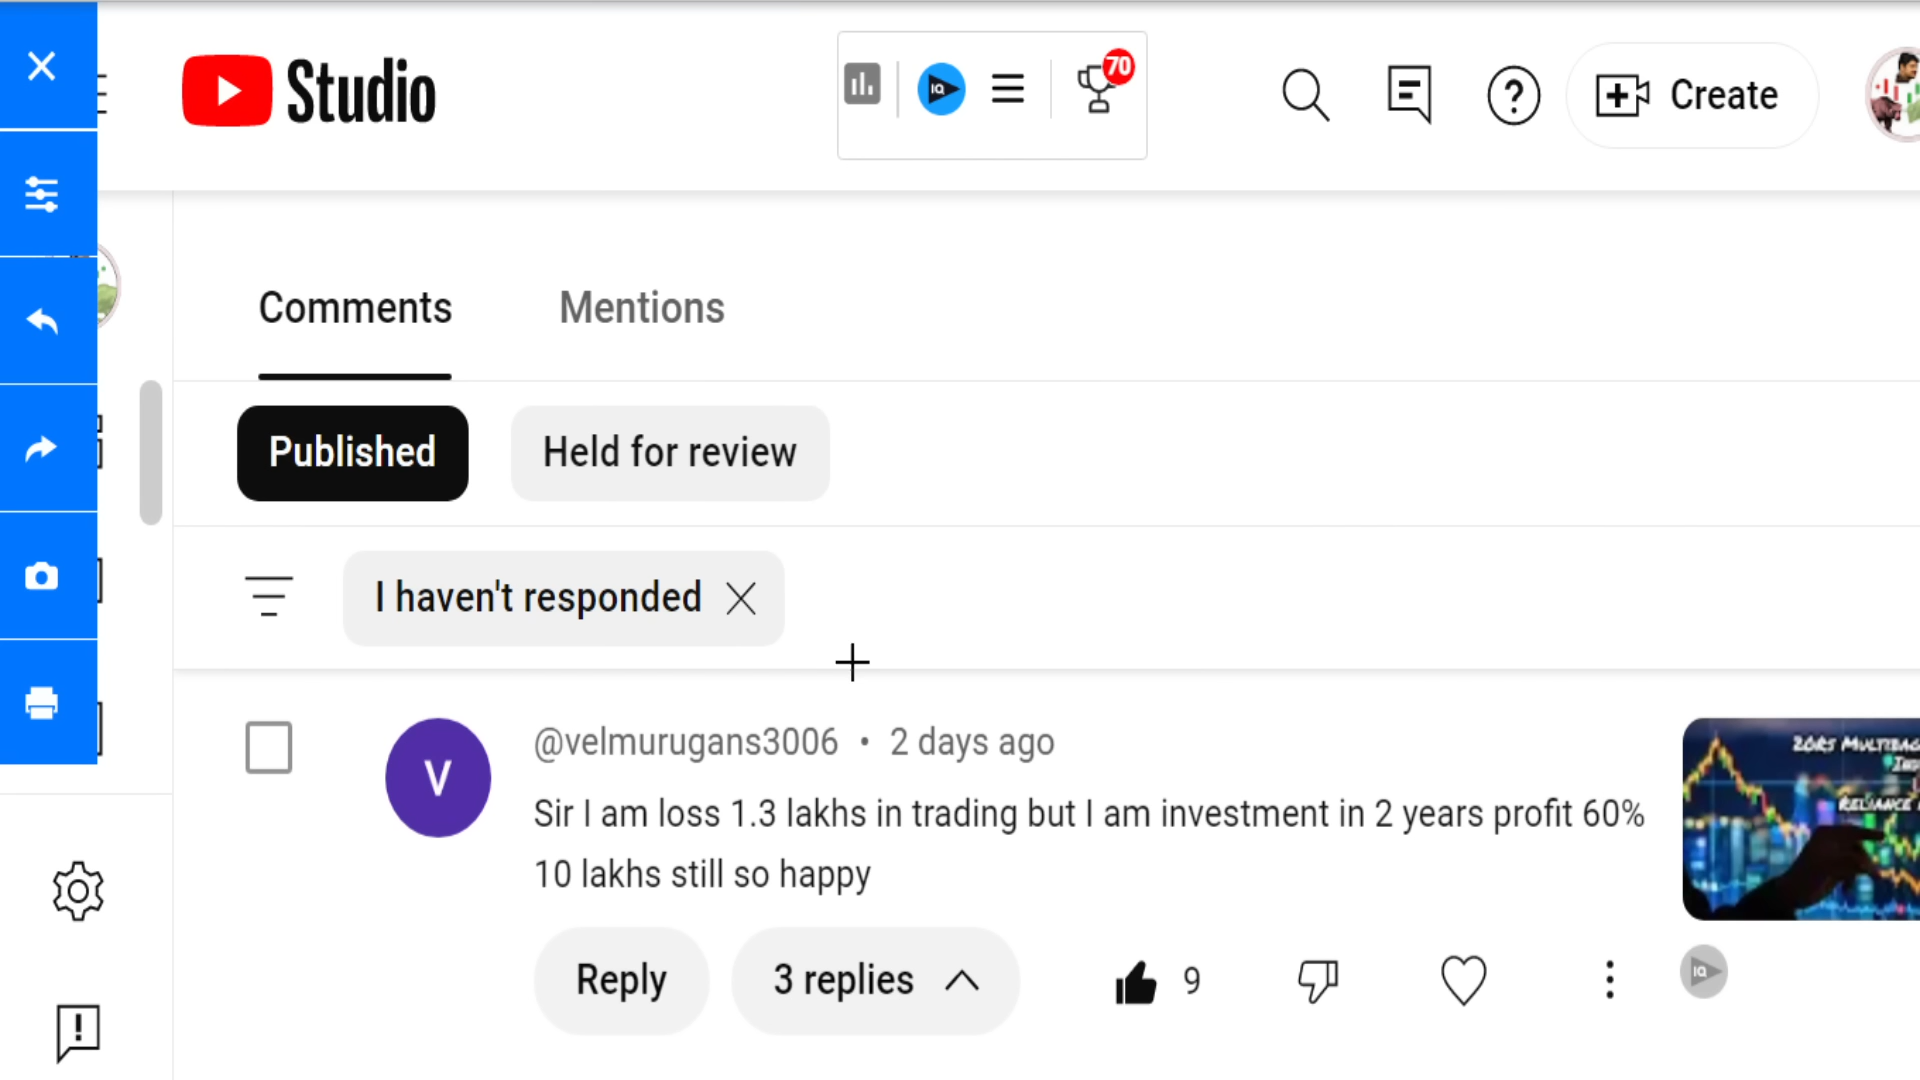 Studio
IQ
70
Create
Comments
Mentions
Published
Held for review
I haven't responded
V
@velmurugans3006 • 2 days ago
Sir I am loss 1.3 lakhs in trading but I am investment in 2 years profit 60%
10 lakhs still so happy
Reply
3 replies
9
IQ